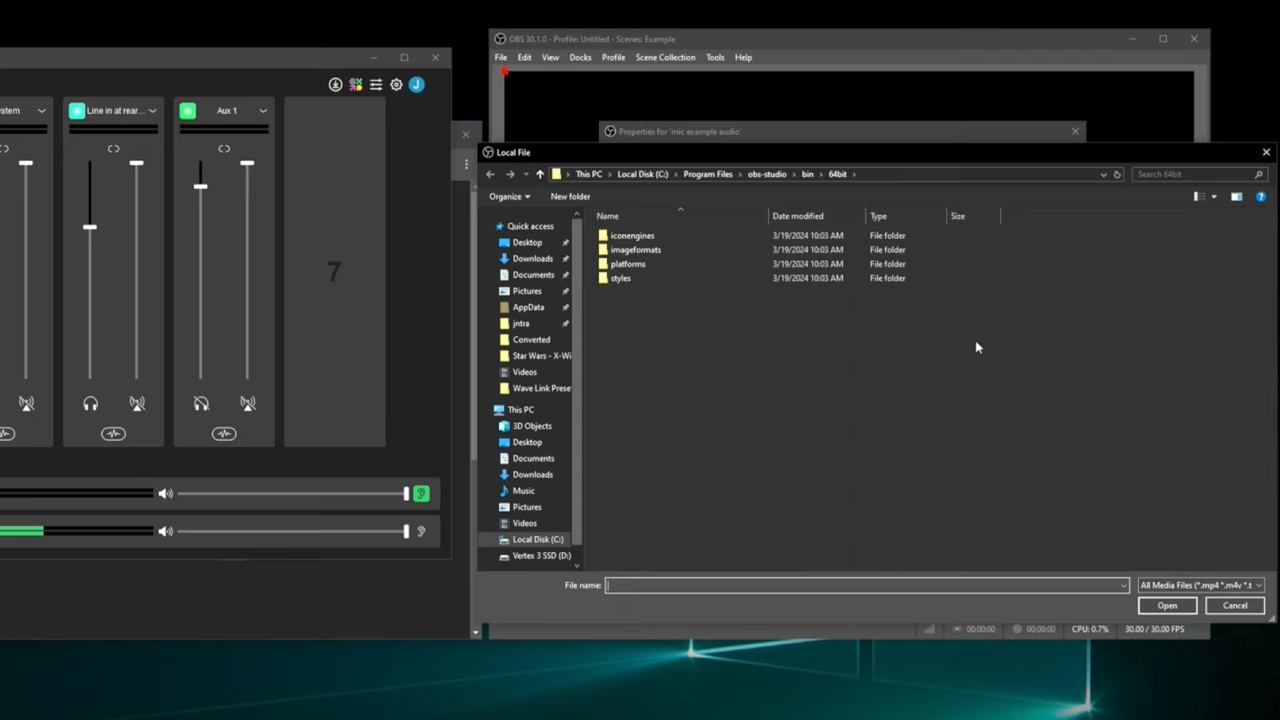 OBS 30.1.0 - Profile: Untitled - Scenes: Example
File Edit View Docks Profile Scene Collection Tools Help
J
stem
Line in at rear...
Aux 1
7
Properties for 'mic example audio'
Local File
This PC > Local Disk (C:) > Program Files > obs-studio > bin > 64bit >
Search 64bit
Organize
New folder
Name
Date modified
Type
Size
iconengines 3/19/2024 10:03 AM File folder
imageformats 3/19/2024 10:03 AM File folder
platforms 3/19/2024 10:03 AM File folder
styles 3/19/2024 10:03 AM File folder
Quick access
Desktop
Downloads
Documents
Pictures
AppData
jntra
Converted
Star Wars - X-Wi
Videos
Wave Link Prese
This PC
3D Objects
Desktop
Documents
Downloads
Music
Pictures
Videos
Local Disk (C:)
Vertex 3 SSD (D:)
File name:
All Media Files (*.mp4 *.m4v *.t
Open
Cancel
00:00:00
00:00:00
CPU: 0.7%
30.00 / 30.00 FPS